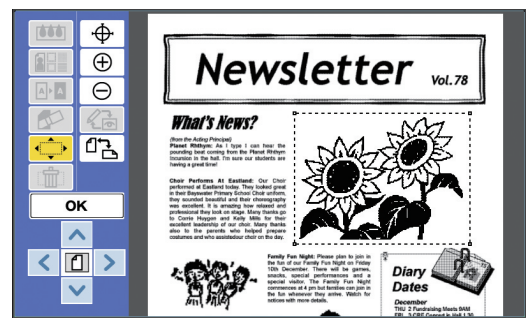 A A
OK
Newsletter Vol. 78
What's News?
(from the Acting Principal)
Planet Rhthym: As I type I can hear the
pounding beat coming from the Planet Rhthym
incursion in the hall. I'm sure our students are
having a great time!
Choir Performs At Eastland: Our Choir
performed at Eastland today. They looked great
in their Bayswater Primary School Choir uniform,
they sounded beautiful and their choreography
was excellent. It is amazing how relaxed and
professional they look on stage. Many thanks go
to Corrie Huygen and Kelly Mills for their
excellent leadership of our choir. Many thanks
also to the parents who helped prepare
costumes and who assistedour choir on the day.
Family Fun Night: Please plan to join in
the fun of our Family Fun Night on Friday
10th December. There will be games,
snacks, special performances and a
special visitor. The Family Fun Night
commences at 4 pm but families can join in
the fun whenever they arrive. Watch for
notices with more details.
Diary
Dates
December
THU 2 Fundraising Meets 9AM